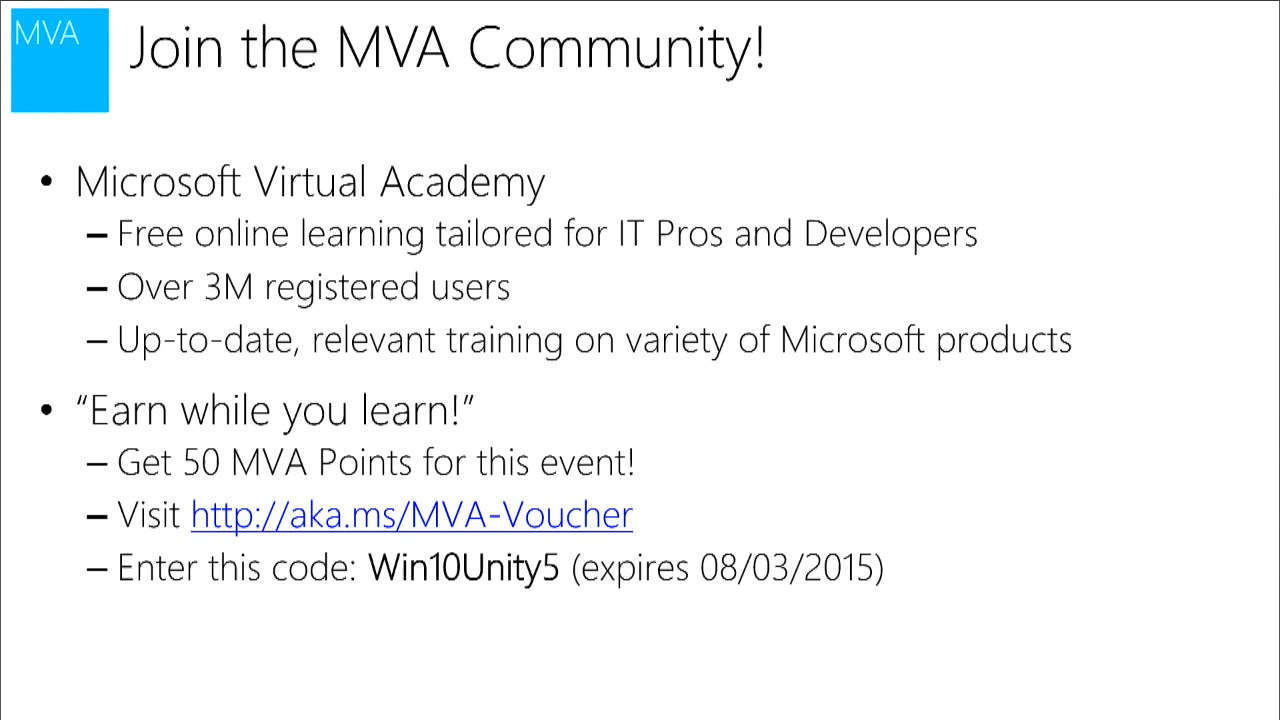 MVA
Join the MVA Community!
• Microsoft Virtual Academy
– Free online learning tailored for IT Pros and Developers
– Over 3M registered users
– Up-to-date, relevant training on variety of Microsoft products
• “Earn while you learn!”
– Get 50 MVA Points for this event!
– Visit http://aka.ms/MVA-Voucher
– Enter this code: Win10Unity5 (expires 08/03/2015)